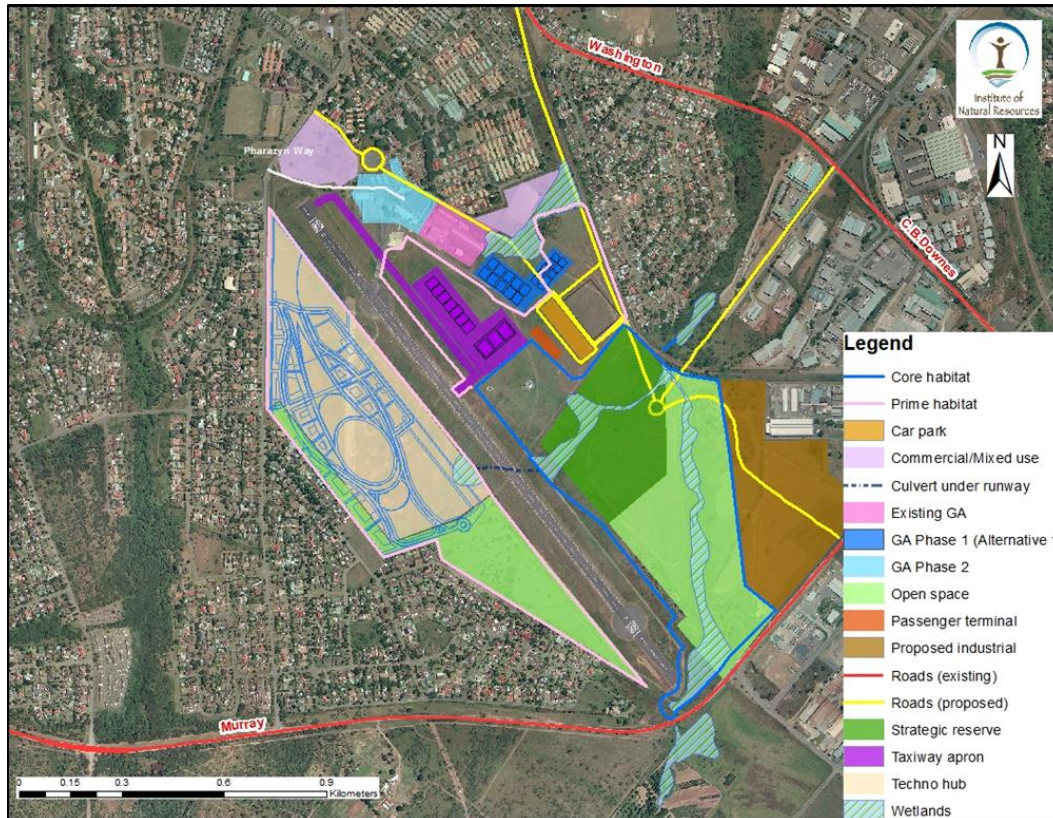 Washington
Institute of
Natural Resources
N
Pharazyn Way
C.B.Downes
Murray
Legend
Core habitat
Prime habitat
Car park
Commercial/Mixed use
Culvert under runway
Existing GA
GA Phase 1 (Alternative
GA Phase 2
Open space
Passenger terminal
Proposed industrial
Roads (existing)
Roads (proposed)
Strategic reserve
Taxiway apron
Techno hub
Wetlands
0 0.15 0.3 0.6 0.9
Kilometers